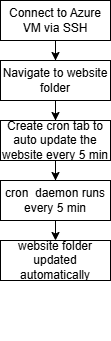 Connect to Azure
VM via SSH
Navigate to website
folder
Create cron tab to
auto update the
website every 5 min
cron  daemon runs
every 5 min
website folder
updated
automatically